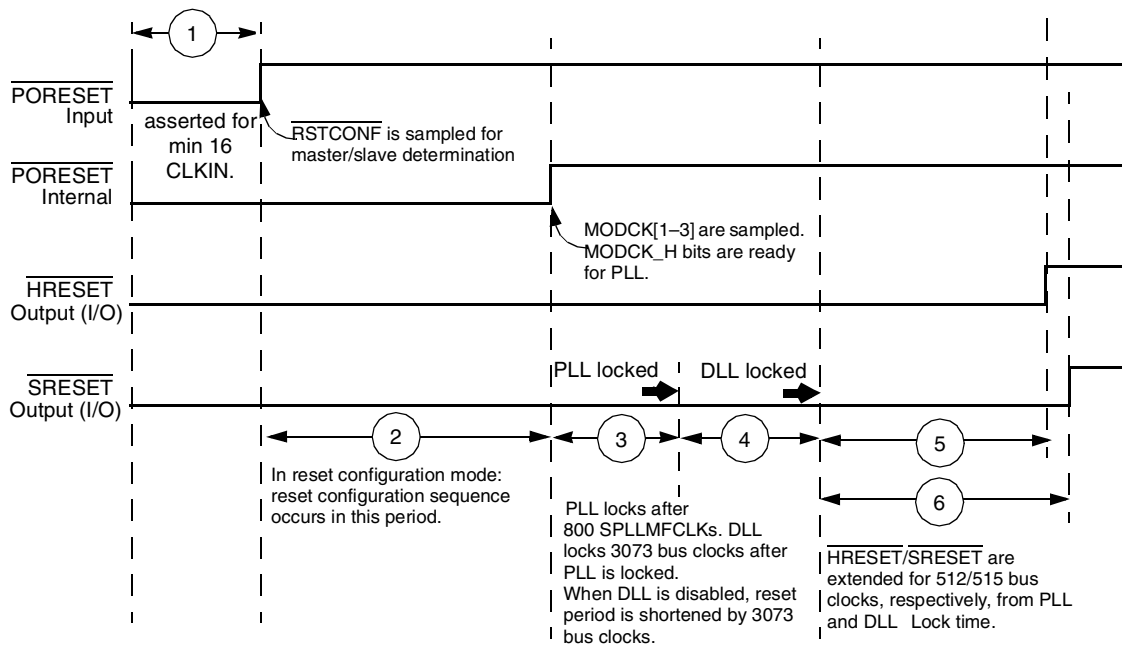 1
PORESET
Input
asserted for
min 16
CLKIN.
RSTCONF is sampled for
master/slave determination
PORESET
Internal
MODCK[1–3] are sampled.
MODCK_H bits are ready
for PLL.
HRESET
Output (I/O)
PLL locked
DLL locked
SRESET
Output (I/O)
2
3
4
5
6
In reset configuration mode:
reset configuration sequence
occurs in this period.
PLL locks after
800 SPLLMFCLKs. DLL
locks 3073 bus clocks after
PLL is locked.
When DLL is disabled, reset
period is shortened by 3073
bus clocks.
HRESET/SRESET are
extended for 512/515 bus
clocks, respectively, from PLL
and DLL Lock time.